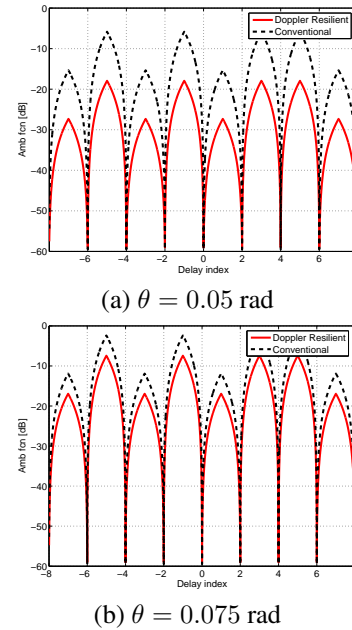 0
−10
−20
−30
−40
−50
−60
Amb fcn [dB]
Doppler Resilient
Conventional
−6 −4 −2 0 2 4 6
Delay index
(a) θ = 0.05 rad
0
−10
−20
−30
−40
−50
−60
Amb fcn [dB]
Doppler Resilient
Conventional
−8 −6 −4 −2 0 2 4 6 8
Delay index
(b) θ = 0.075 rad